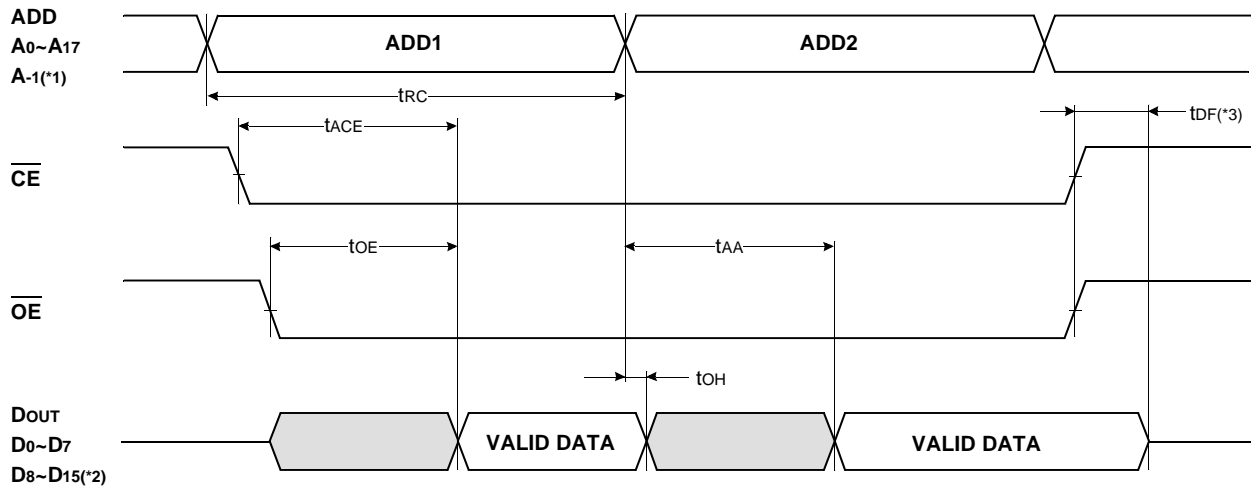 ADD
A0~A17
A-1(*1)
ADD1
ADD2
tRC
tACE
tDF(*3)
CE
tOE
tAA
OE
tOH
DOUT
D0~D7
D8~D15(*2)
VALID DATA
VALID DATA